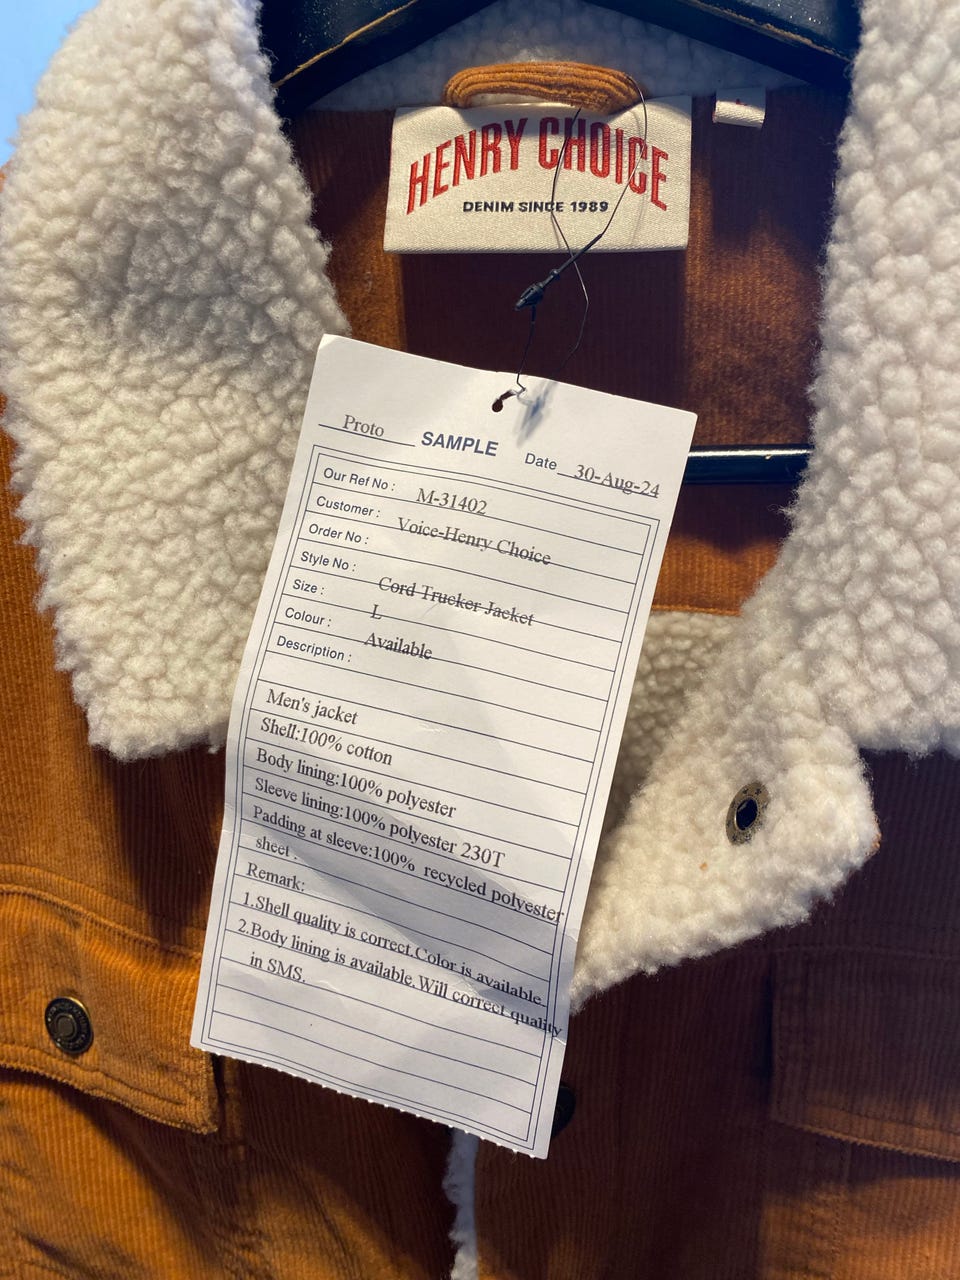 HENRY CHOICE
DENIM SINCE 1989
Proto SAMPLE Date 30-Aug-24
Our Ref No : M-31402
Customer : Voice-Henry Choice
Order No :
Style No : Cord Trucker Jacket
Size : L
Colour : Available
Description :
Men's jacket
Shell:100% cotton
Body lining:100% polyester
Sleeve lining:100% polyester 230T
Padding at sleeve:100% recycled polyester
sheet .
Remark:
1.Shell quality is correct.Color is available.
2.Body lining is available.Will correct quality
in SMS.